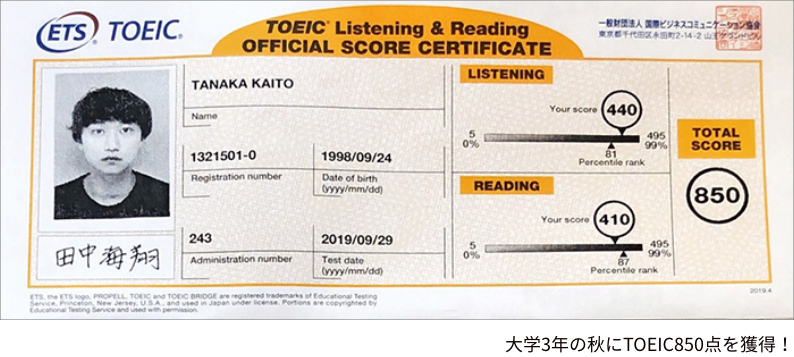 ETS TOEIC®
TOEIC® Listening & Reading
OFFICIAL SCORE CERTIFICATE
一般財団法人 国際ビジネスコミュニケーション協会
東京都千代田区永田町2-14-2 山王グランドビル
TANAKA KAITO
Name
1321501-0
Registration number
1998/09/24
Date of birth
(yyyy/mm/dd)
243
Administration number
2019/09/29
Test date
(yyyy/mm/dd)
田中海翔
LISTENING
Your score 440
5 495
0% 99%
81
Percentile rank
READING
Your score 410
5 495
0% 99%
87
Percentile rank
TOTAL
SCORE
850
ETS, the ETS logo, PROPELL, TOEIC and TOEIC BRIDGE are registered trademarks of Educational Testing
Service, Princeton, New Jersey, U.S.A., and used in Japan under license. Portions are copyrighted by
Educational Testing Service and used with permission.
2019.4
大学3年の秋にTOEIC850点を獲得！